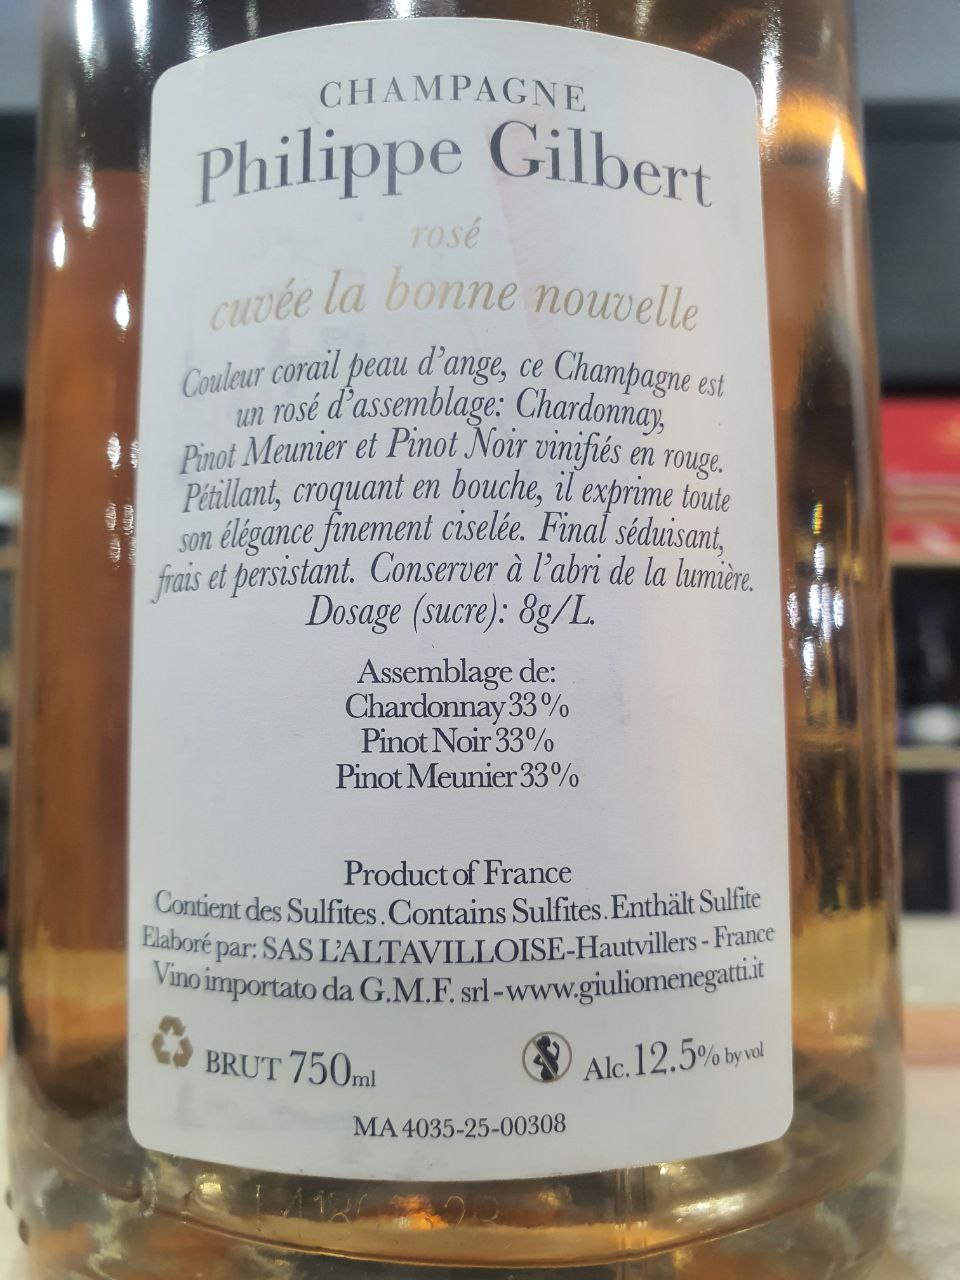 CHAMPAGNE
Philippe Gilbert
rosé
cuvée la bonne nouvelle
Couleur corail peau d'ange, ce Champagne est
un rosé d'assemblage: Chardonnay,
Pinot Meunier et Pinot Noir vinifiés en rouge.
Pétillant, croquant en bouche, il exprime toute
son élégance finement ciselée. Final séduisant,
frais et persistant. Conserver à l'abri de la lumière.
Dosage (sucre): 8g/L.
Assemblage de:
Chardonnay 33%
Pinot Noir 33%
Pinot Meunier 33%
Product of France
Contient des Sulfites. Contains Sulfites. Enthält Sulfite
Elaboré par: SAS L'ALTAVILLOISE-Hautvillers - France
Vino importato da G.M.F. srl - www.giuliomenegatti.it
BRUT 750ml
Alc. 12.5% by vol
MA 4035-25-00308